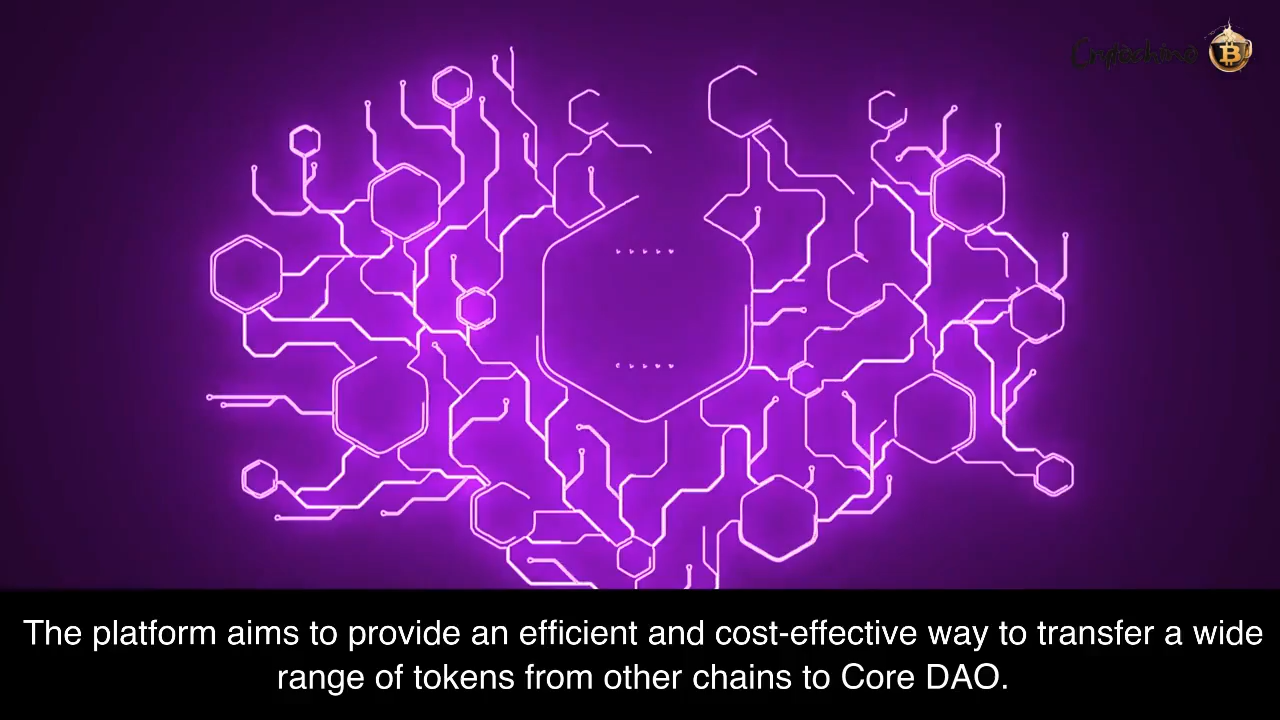 The platform aims to provide an efficient and cost-effective way to transfer a wide
range of tokens from other chains to Core DAO.